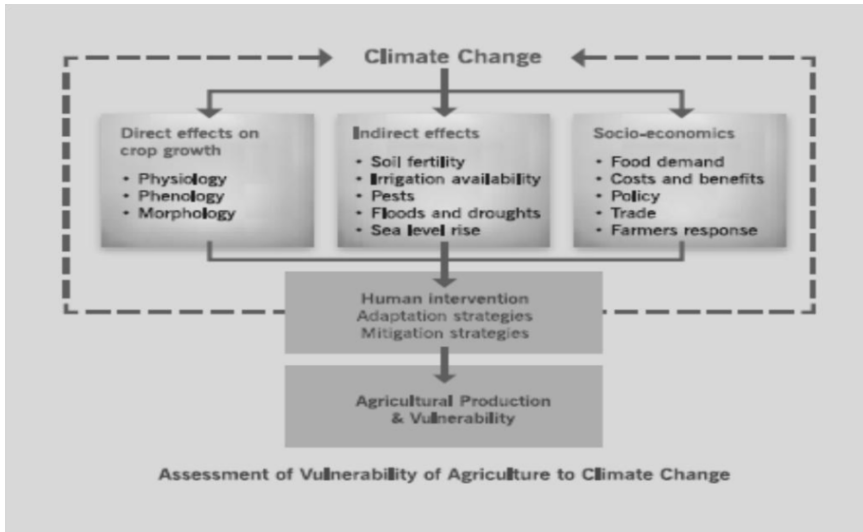 Climate Change
Direct effects on
crop growth
• Physiology
• Phenology
• Morphology
Indirect effects
• Soil fertility
• Irrigation availability
• Pests
• Floods and droughts
• Sea level rise
Socio-economics
• Food demand
• Costs and benefits
• Policy
• Trade
• Farmers response
Human intervention
Adaptation strategies
Mitigation strategies
Agricultural Production
& Vulnerability
Assessment of Vulnerability of Agriculture to Climate Change